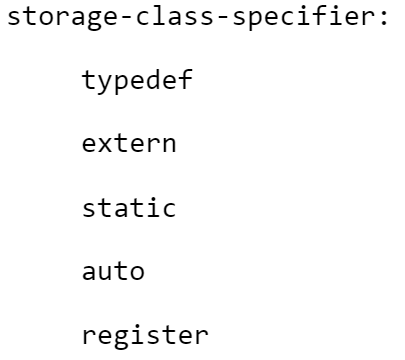 storage-class-specifier:
typedef
extern
static
auto
register